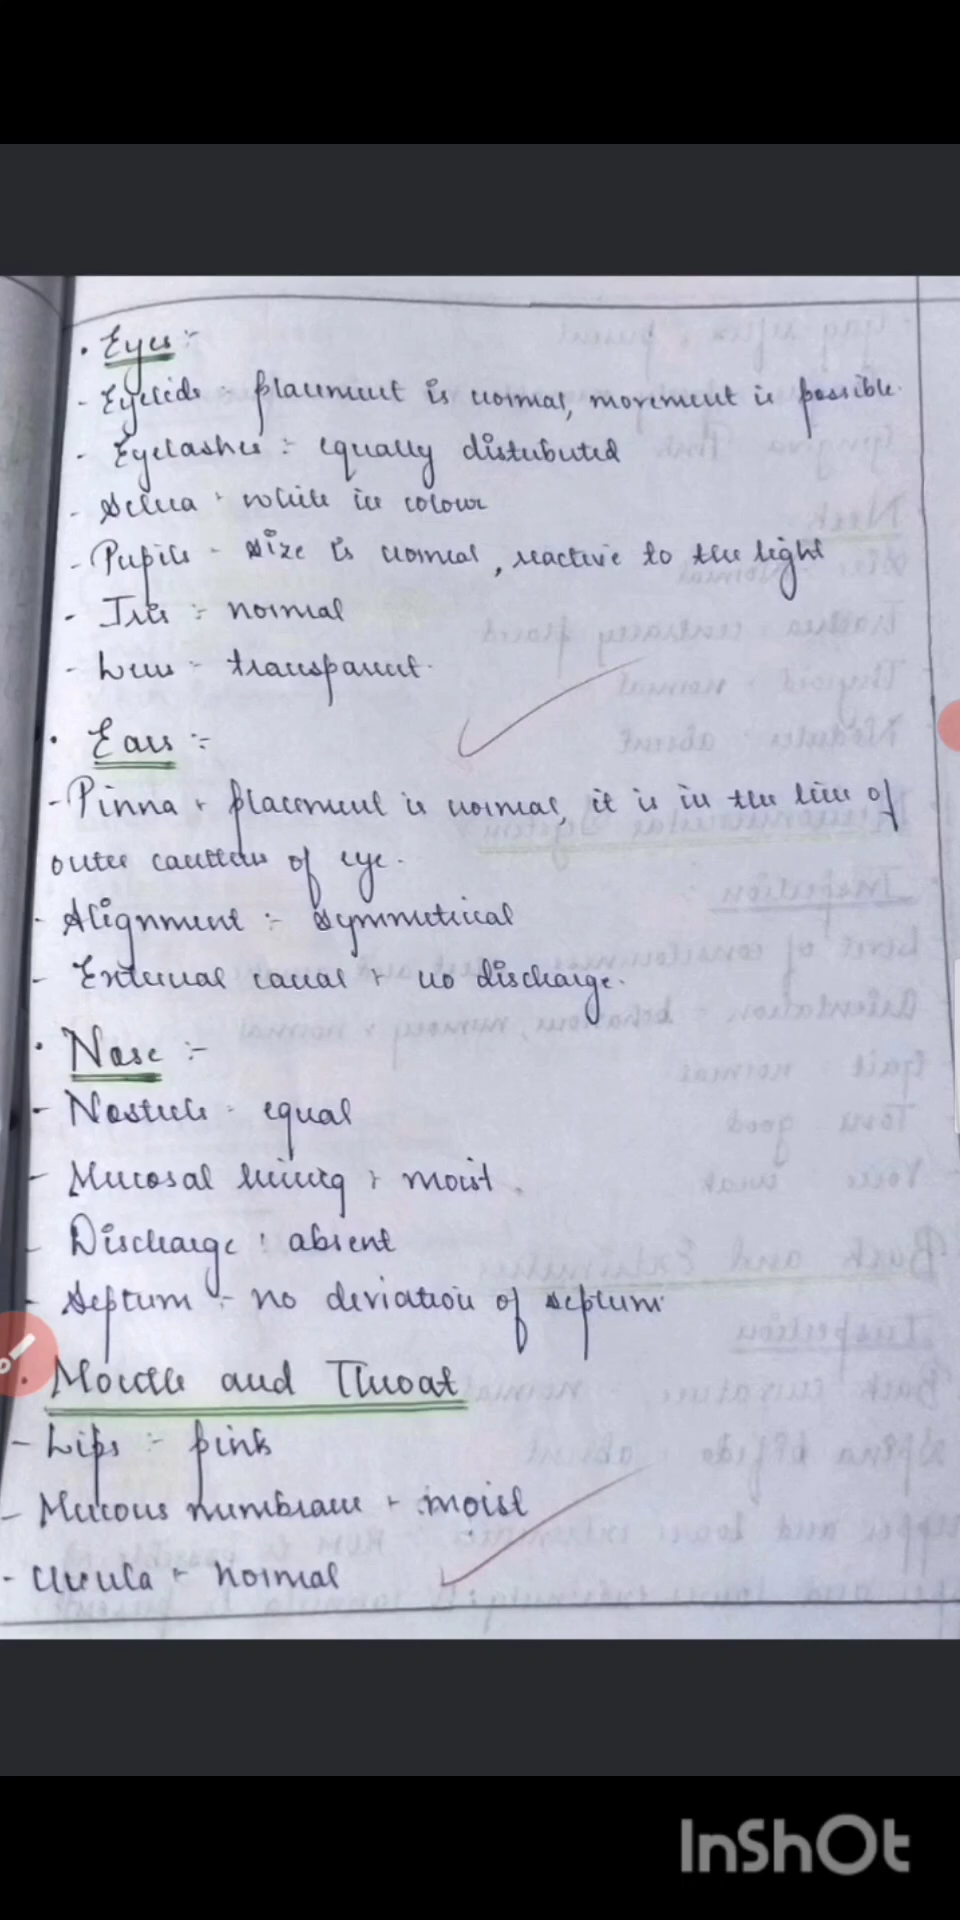 • Eyes :-
- Eyelids :- placement is normal, movement is possible.
- Eyelashes :- equally distributed
- Sclera :- white in colour
- Pupils - size is normal, reactive to the light
- Iris :- normal
- Lens :- transparent.
• Ears :-
- Pinna :- placement is normal, it is in the line of
outer canthus of eye.
- Alignment :- symmetrical
- External canal :- no discharge.
• Nose :-
- Nostrils - equal
- Mucosal lining :- moist.
- Discharge : absent
- Septum :- no deviation of septum
• Mouth and Throat
- Lips :- pink
- Mucous membrane :- moist
- Uvula :- normal
InShOt